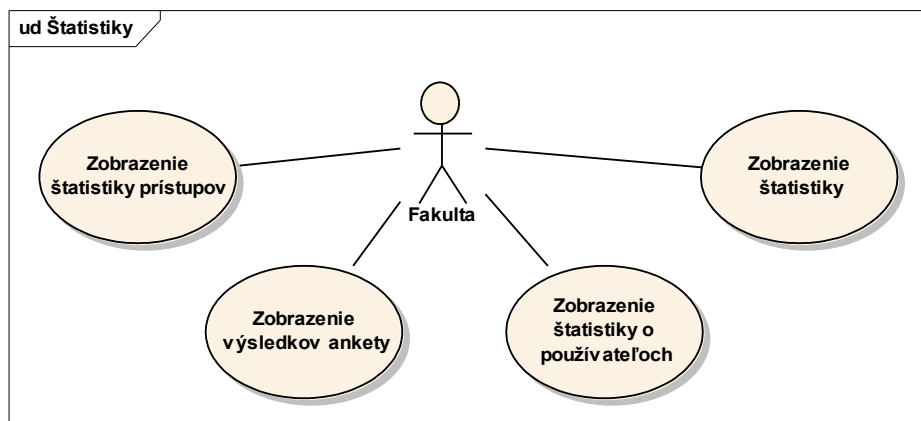 ud Štatistiky
Zobrazenie
štatistiky prístupov
Fakulta
Zobrazenie
štatistiky
Zobrazenie
výsledkov ankety
Zobrazenie
štatistiky o
používateľoch